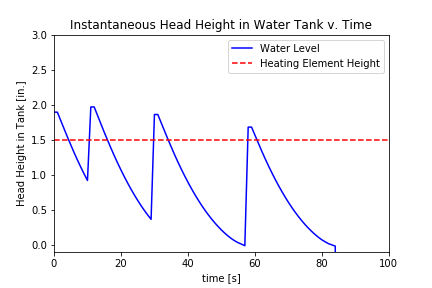 Instantaneous Head Height in Water Tank v. Time
Water Level
Heating Element Height
Head Height in Tank [in.]
3.0
2.5
2.0
1.5
1.0
0.5
0.0
0 20 40 60 80 100
time [s]